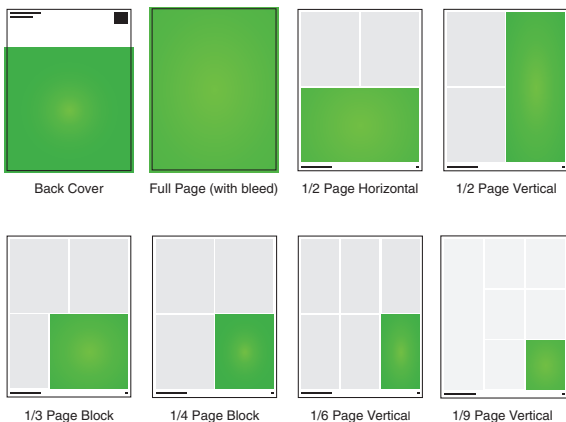 Back Cover
Full Page (with bleed)
1/2 Page Horizontal
1/2 Page Vertical
1/3 Page Block
1/4 Page Block
1/6 Page Vertical
1/9 Page Vertical